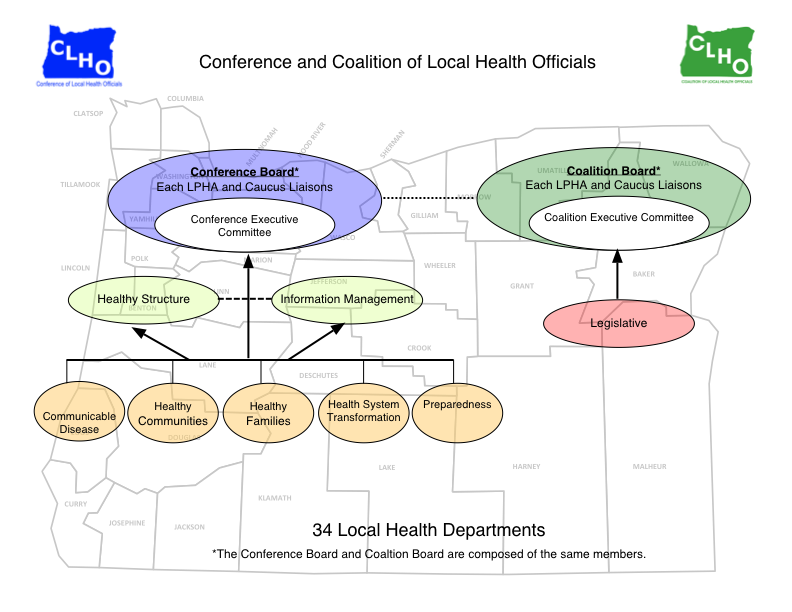 CLHO
Conference of Local Health Officials
Conference and Coalition of Local Health Officials
CLHO
COALITION OF LOCAL HEALTH OFFICIALS
COLUMBIA
CLATSOP
HOOD RIVER
SHERMAN
Conference Board*
Each LPHA and Caucus Liaisons
Conference Executive
Committee
Coalition Board*
Each LPHA and Caucus Liaisons
Coalition Executive Committee
WALLOWA
TILLAMOOK
GILLIAM
POLK
MARION
LINCOLN
WHEELER
GRANT
BAKER
JEFFERSON
Healthy Structure
Information Management
BENTON
Legislative
CROOK
LANE
DESCHUTES
Communicable
Disease
Healthy
Communities
Healthy
Families
Health System
Transformation
Preparedness
DOUGLAS
LAKE
HARNEY
MALHEUR
KLAMATH
CURRY
JOSEPHINE
JACKSON
34 Local Health Departments
*The Conference Board and Coaltion Board are composed of the same members.